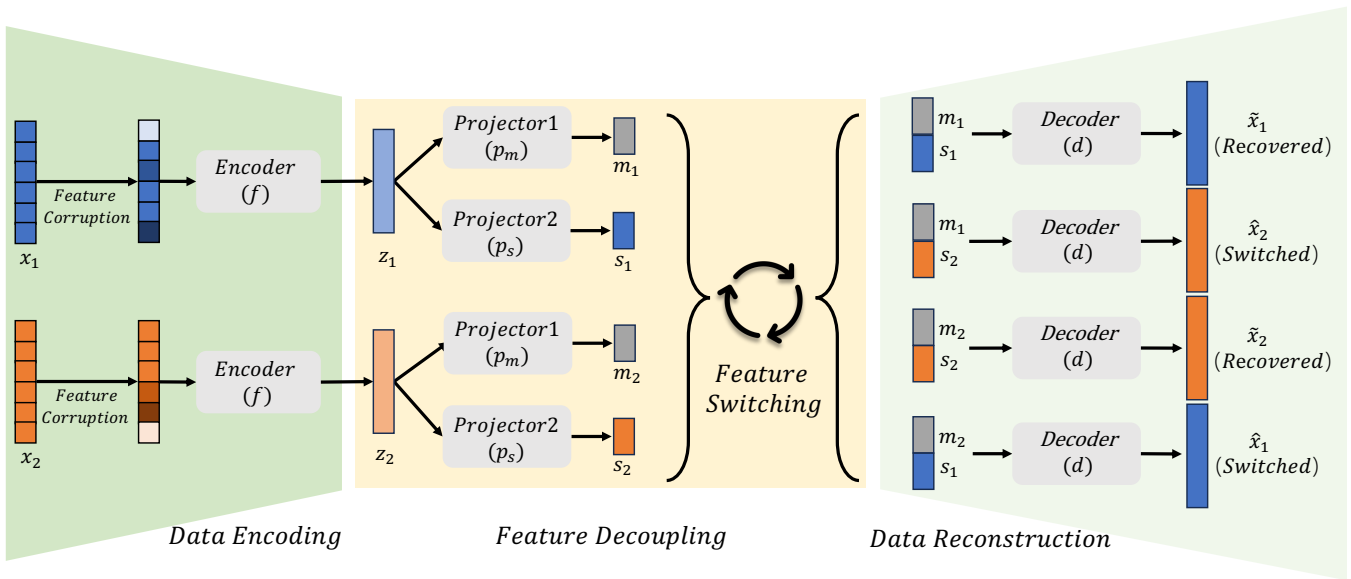 Feature
Corruption
x₁
Encoder
(f)
z₁
Projector1
(pₘ)
m₁
Projector2
(pₛ)
s₁
Feature
Corruption
x₂
Encoder
(f)
z₂
Projector1
(pₘ)
m₂
Projector2
(pₛ)
s₂
Feature
Switching
m₁
s₁
Decoder
(d)
x̃₁
(Recovered)
m₁
s₂
Decoder
(d)
x̂₂
(Switched)
m₂
s₂
Decoder
(d)
x̃₂
(Recovered)
m₂
s₁
Decoder
(d)
x̂₁
(Switched)
Data Encoding
Feature Decoupling
Data Reconstruction